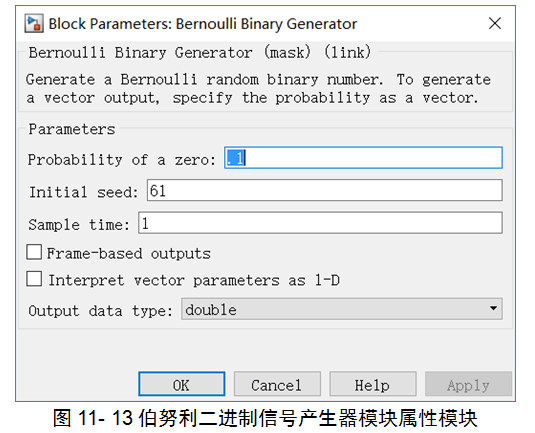 Block Parameters: Bernoulli Binary Generator
Bernoulli Binary Generator (mask) (link)
Generate a Bernoulli random binary number. To generate
a vector output, specify the probability as a vector.
Parameters
Probability of a zero: .1
Initial seed: 61
Sample time: 1
Frame-based outputs
Interpret vector parameters as 1-D
Output data type: double
OK Cancel Help Apply
图 11- 13 伯努利二进制信号产生器模块属性模块